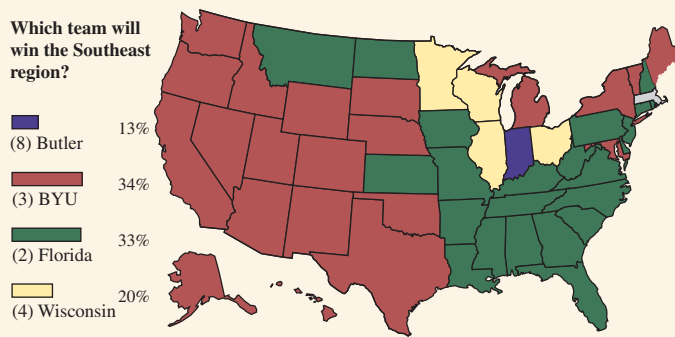 Which team will
win the Southeast
region?
13%
(8) Butler
34%
(3) BYU
33%
(2) Florida
20%
(4) Wisconsin